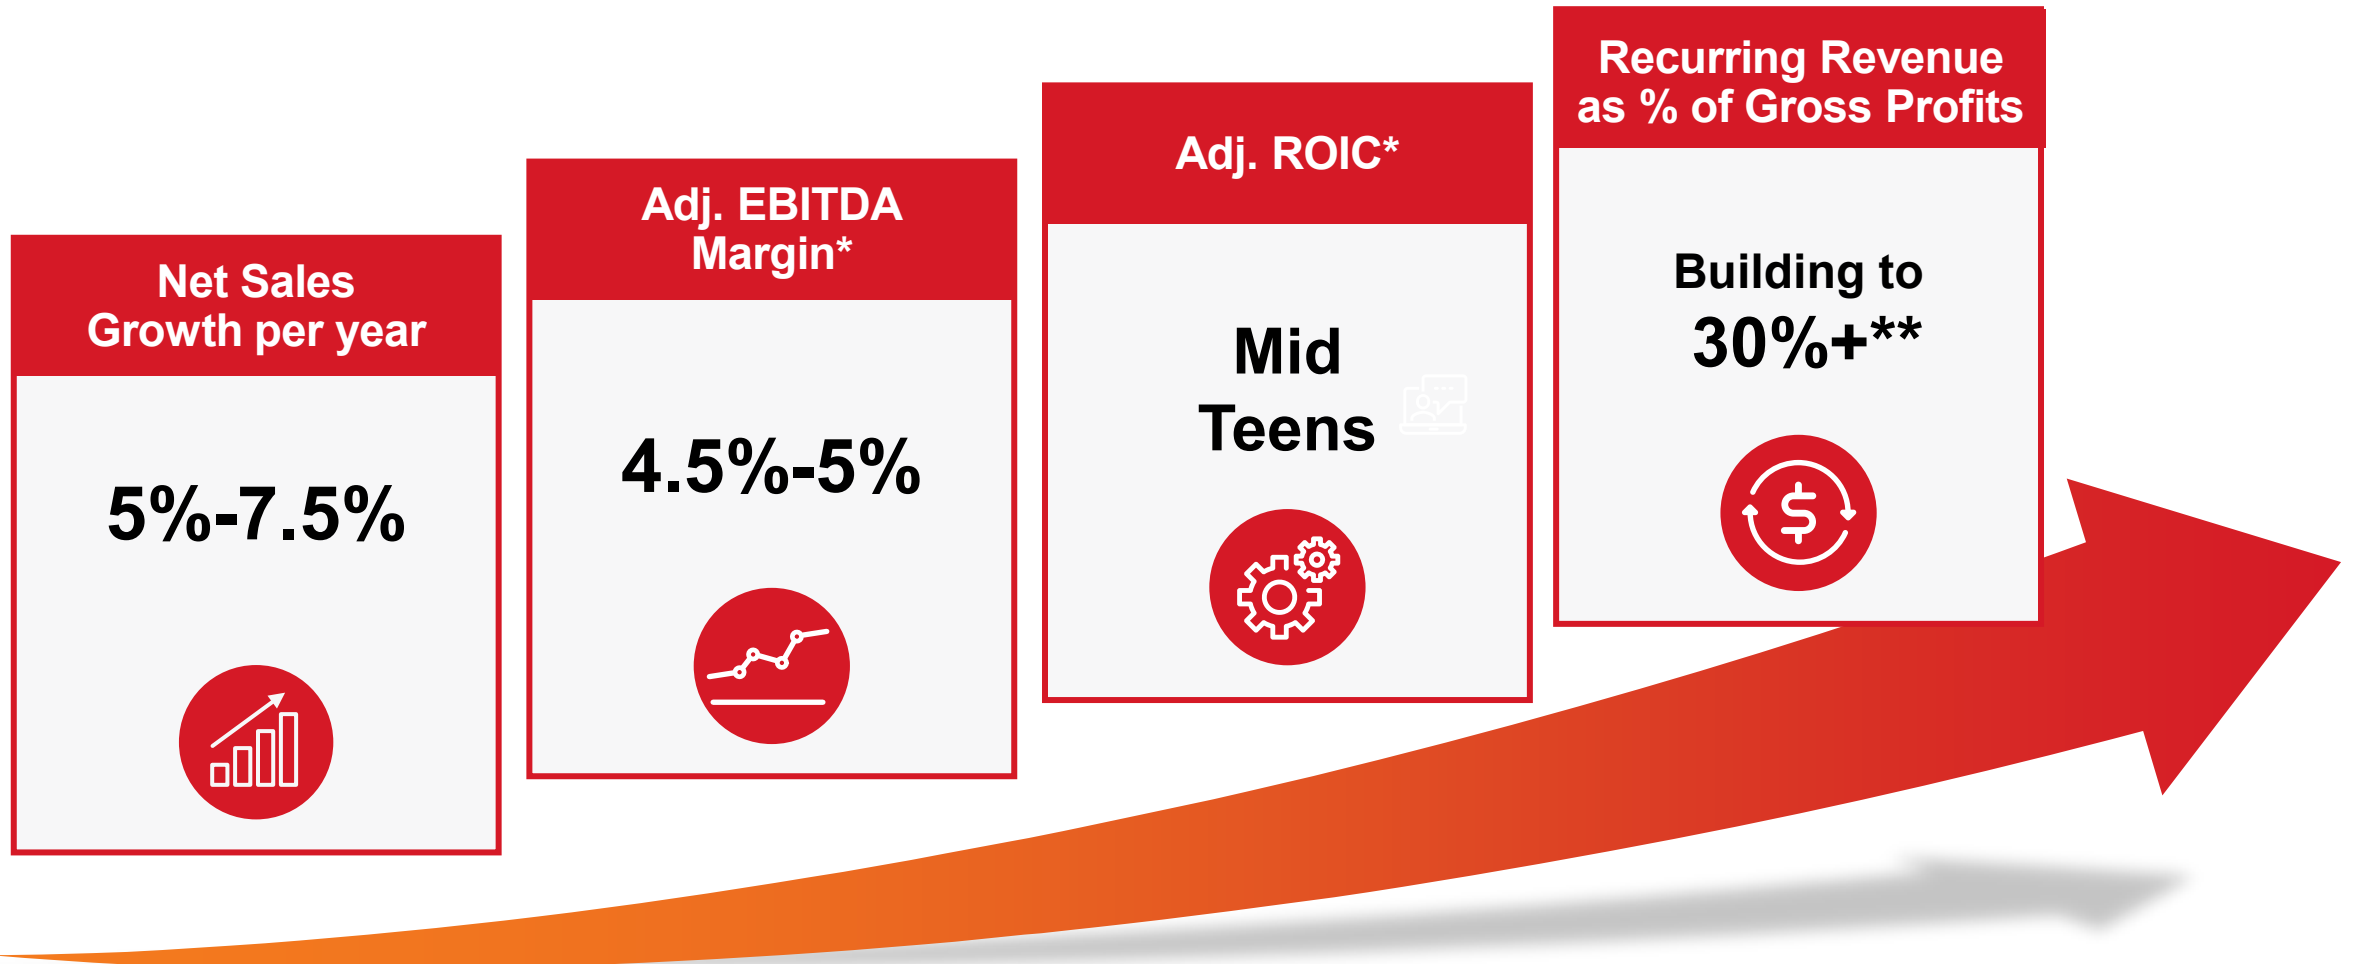 Net Sales
Growth per year
5%-7.5%
Adj. EBITDA
Margin*
4.5%-5%
Adj. ROIC*
Mid
Teens
Recurring Revenue
as % of Gross Profits
Building to
30%+**